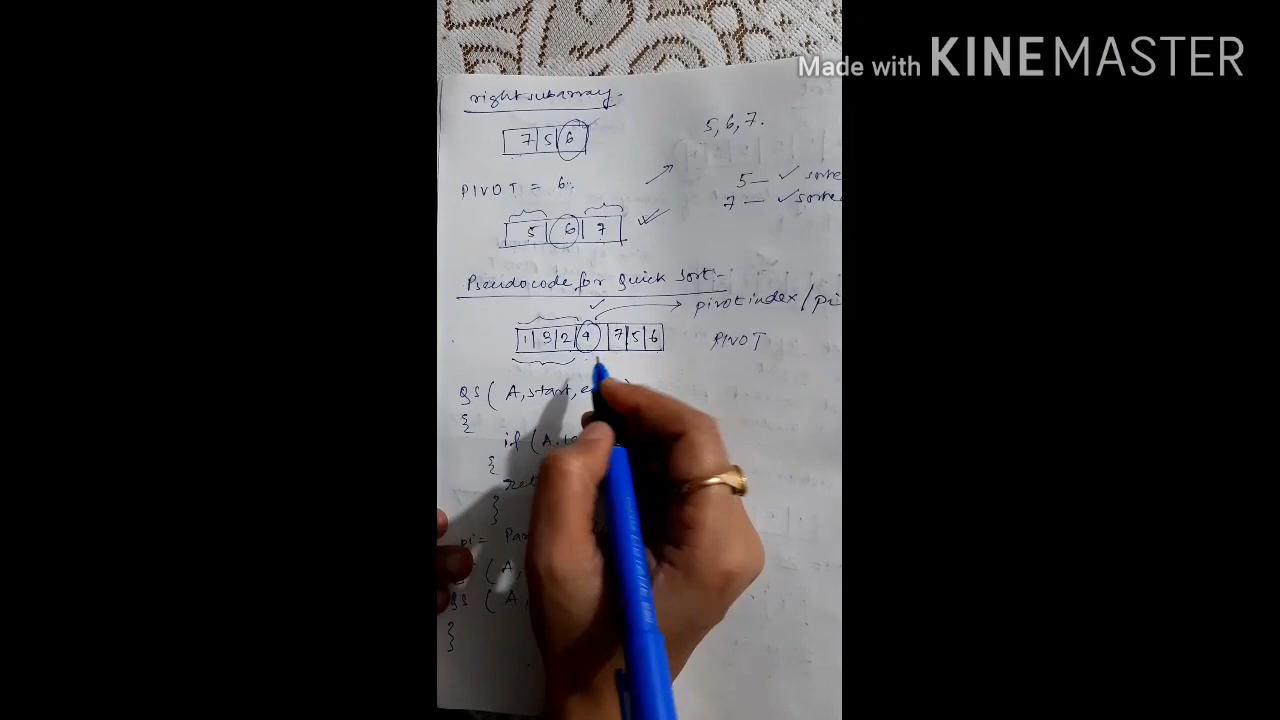 Made with KINEMASTER
right subarray -
7 5 6
5, 6, 7.
PIVOT = 6.
5 — ✓ sorte
7 — ✓ sorte
5 6 7
Pseudocode for Quick Sort :-
pivot index / pi
1 3 2 4 7 5 6
PIVOT
QS ( A, start,
{
if ( A.
{
}
pi =
( A,
QS ( A,
}